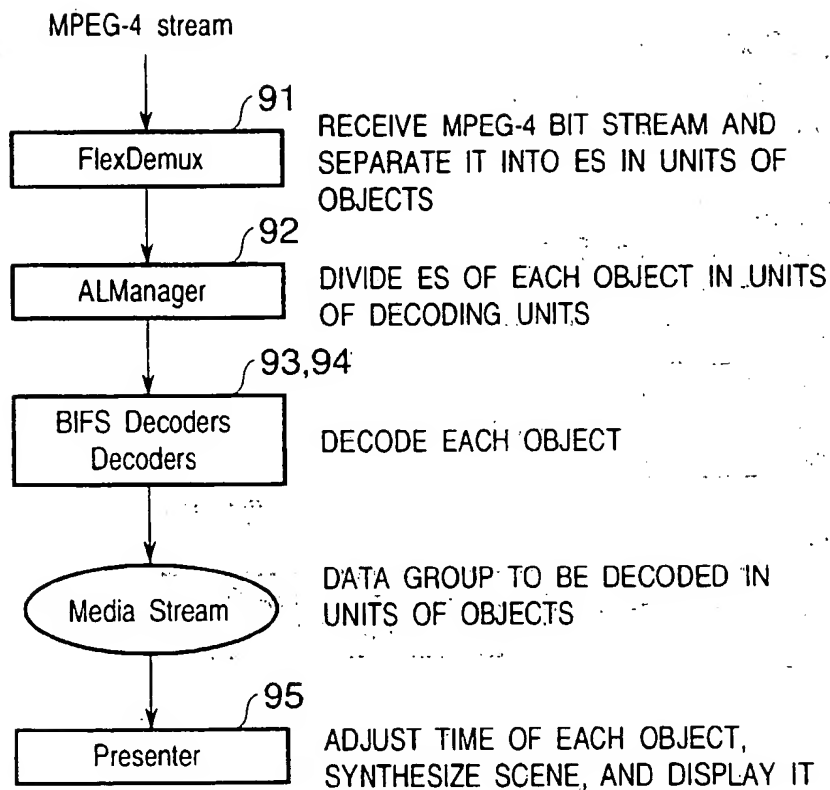 MPEG-4 stream
91
FlexDemux
RECEIVE MPEG-4 BIT STREAM AND
SEPARATE IT INTO ES IN UNITS OF
OBJECTS
92
ALManager
DIVIDE ES OF EACH OBJECT IN UNITS
OF DECODING UNITS
93,94
BIFS Decoders
Decoders
DECODE EACH OBJECT
Media Stream
DATA GROUP TO BE DECODED IN
UNITS OF OBJECTS
95
Presenter
ADJUST TIME OF EACH OBJECT,
SYNTHESIZE SCENE, AND DISPLAY IT